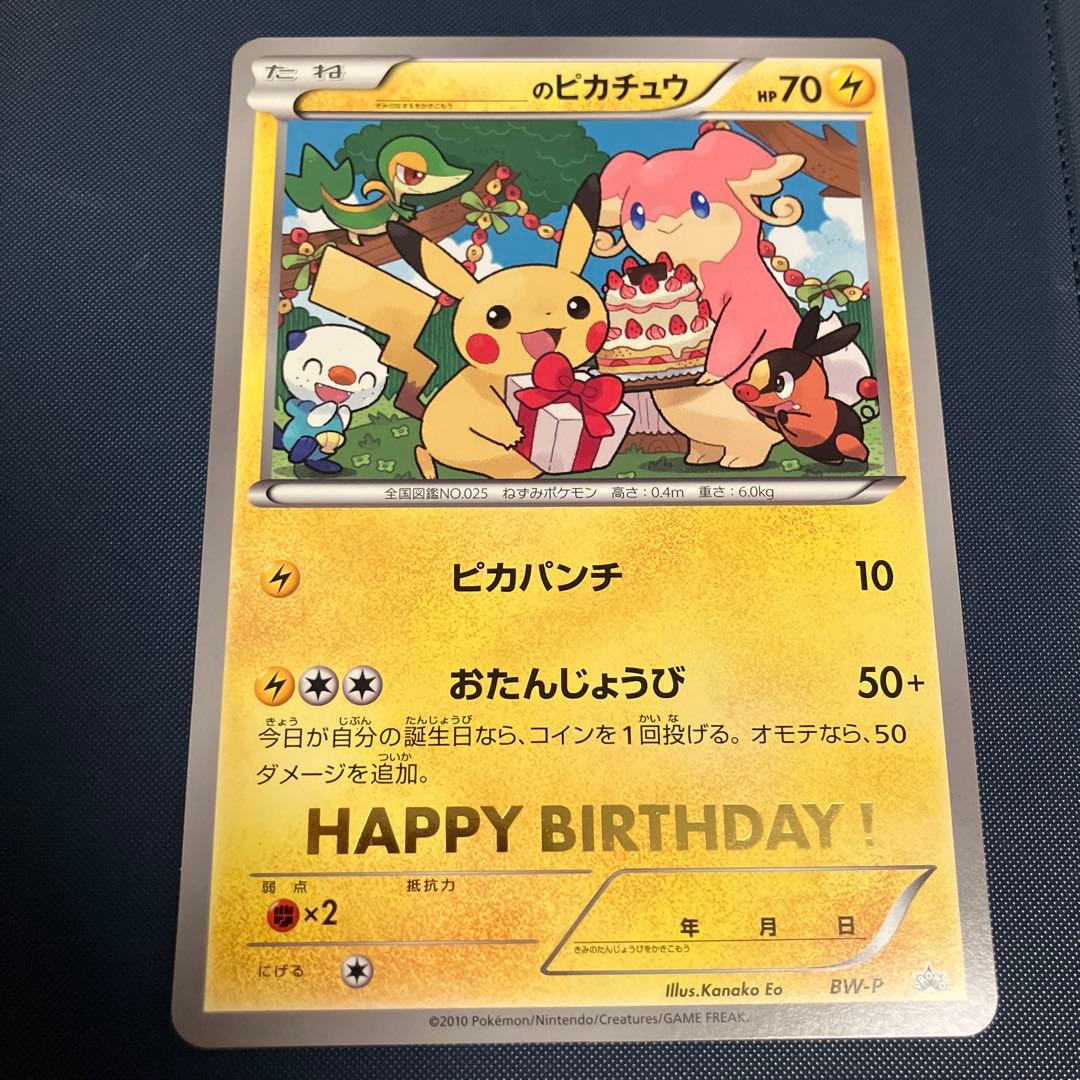 たね
のピカチュウ HP70
きみのなまえをかきこもう
全国図鑑NO.025 ねずみポケモン 高さ:0.4m 重さ:6.0kg
ピカパンチ 10
おたんじょうび 50+
きょう じぶん たんじょうび かい な
今日が自分の誕生日なら、コインを1回投げる。オモテなら、50
ついか
ダメージを追加。
HAPPY BIRTHDAY!
弱点 抵抗力
×2
年 月 日
きみのたんじょうびをかきこもう
にげる
Illus.Kanako Eo BW-P
©2010 Pokémon/Nintendo/Creatures/GAME FREAK.